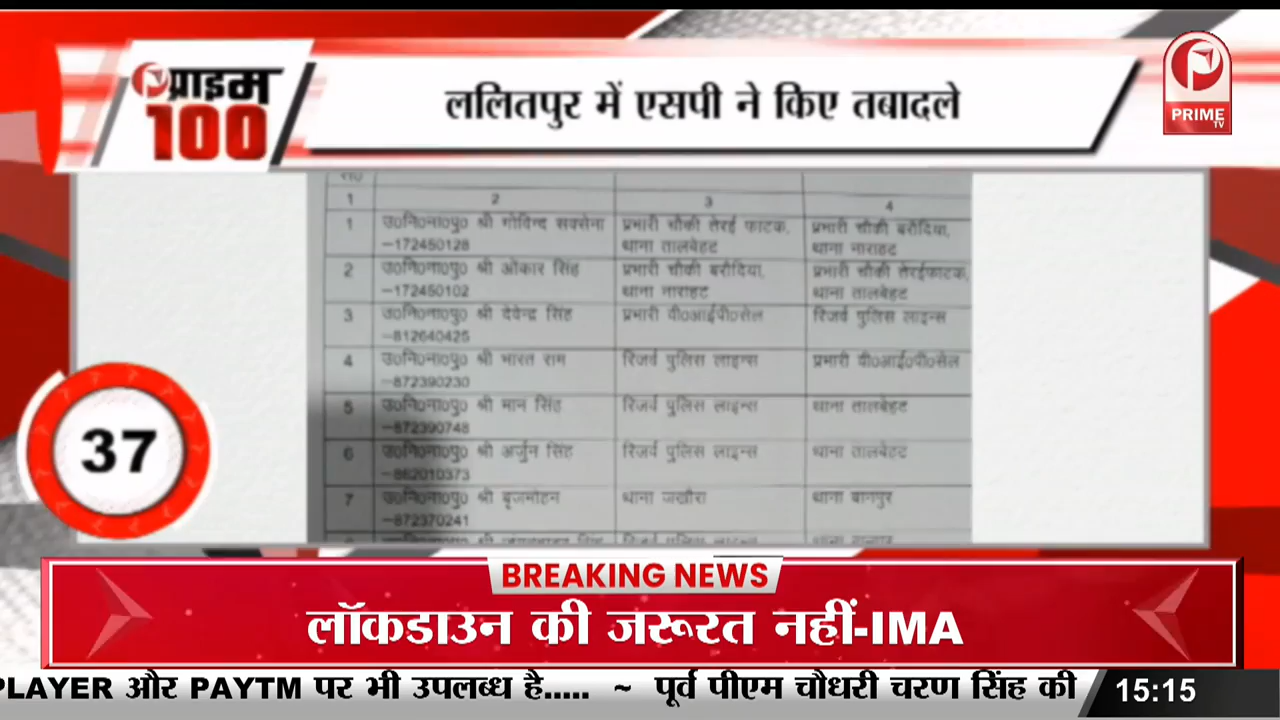 प्राइम
100
ललितपुर में एसपी ने किए तबादले
PRIME
TV
1 2 3 4
1 उ0नि0ना0पु0 श्री गोविन्द सक्सेना प्रभारी चौकी तेरई फाटक, प्रभारी चौकी बरौदिया,
–172450128 थाना तालबेहट थाना नाराहट
2 उ0नि0ना0पु0 श्री ओंकार सिंह प्रभारी चौकी बरौदिया, प्रभारी चौकी तेरईफाटक,
–172450102 थाना नाराहट थाना तालबेहट
3 उ0नि0ना0पु0 श्री देवेन्द्र सिंह प्रभारी वी0आई0पी0सेल रिजर्व पुलिस लाइन्स
–812640425
4 उ0नि0ना0पु0 श्री भारत राम रिजर्व पुलिस लाइन्स प्रभारी वी0आई0पी0सेल
–872390230
5 उ0नि0ना0पु0 श्री मान सिंह रिजर्व पुलिस लाइन्स थाना तालबेहट
–872390748
6 उ0नि0ना0पु0 श्री अर्जुन सिंह रिजर्व पुलिस लाइन्स थाना तालबेहट
–862010373
7 उ0नि0ना0पु0 श्री बृजमोहन थाना जखौरा थाना बानपुर
–872370241
37
BREAKING NEWS
लॉकडाउन की जरूरत नहीं-IMA
PLAYER और PAYTM पर भी उपलब्ध है..... ~ पूर्व पीएम चौधरी चरण सिंह की
15:15